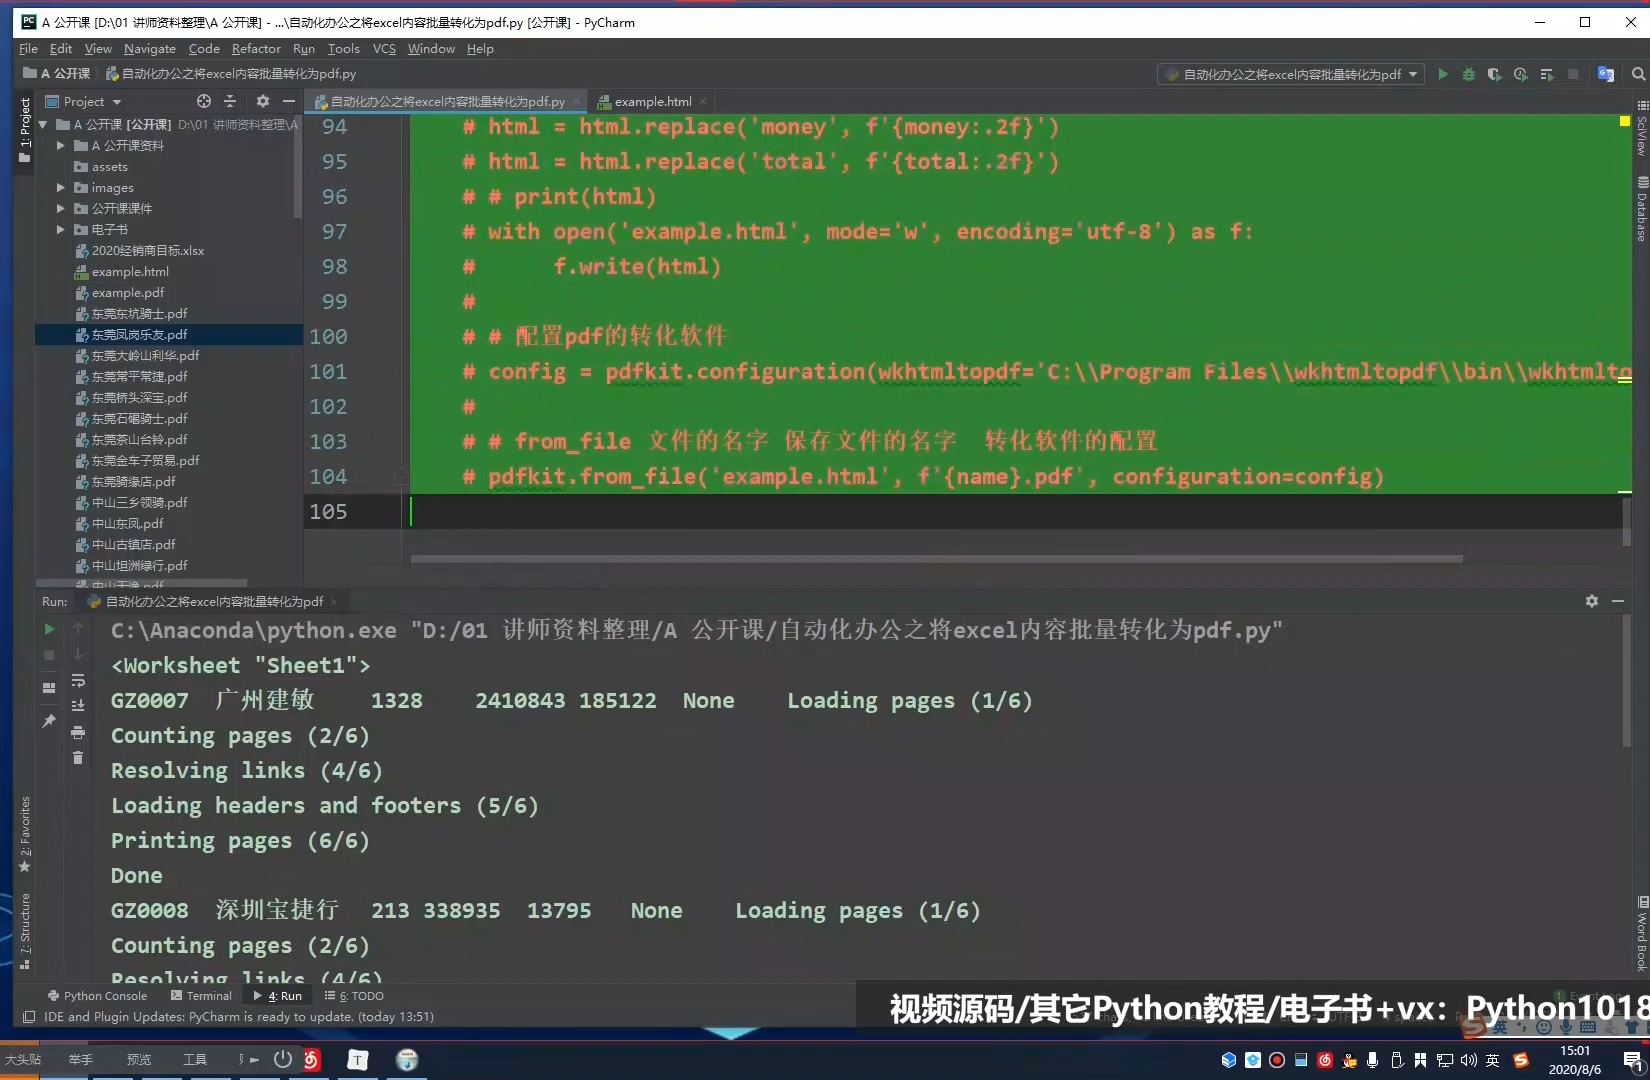 A 公开课 [D:\01 讲师资料整理\A 公开课] - ...\自动化办公之将excel内容批量转化为pdf.py [公开课] - PyCharm
File Edit View Navigate Code Refactor Run Tools VCS Window Help
A 公开课 自动化办公之将excel内容批量转化为pdf.py
自动化办公之将excel内容批量转化为pdf
Project
自动化办公之将excel内容批量转化为pdf.py
example.html
1: Project
A 公开课 [公开课] D:\01 讲师资料整理\A
A 公开课资料
assets
images
公开课课件
电子书
2020经销商目标.xlsx
example.html
example.pdf
东莞东坑骑士.pdf
东莞凤岗乐友.pdf
东莞大岭山利华.pdf
东莞常平常捷.pdf
东莞桥头深宝.pdf
东莞石碣骑士.pdf
东莞茶山台铃.pdf
东莞金车子贸易.pdf
东莞骑缘店.pdf
中山三乡领骑.pdf
中山东凤.pdf
中山古镇店.pdf
中山坦洲绿行.pdf
94 # html = html.replace('money', f'{money:.2f}')
95 # html = html.replace('total', f'{total:.2f}')
96 # # print(html)
97 # with open('example.html', mode='w', encoding='utf-8') as f:
98 # f.write(html)
99 #
100 # # 配置pdf的转化软件
101 # config = pdfkit.configuration(wkhtmltopdf='C:\\Program Files\\wkhtmltopdf\\bin\\wkhtmlto
102 #
103 # # from_file 文件的名字 保存文件的名字 转化软件的配置
104 # pdfkit.from_file('example.html', f'{name}.pdf', configuration=config)
105
SciView
Database
Word Book
Run: 自动化办公之将excel内容批量转化为pdf
C:\Anaconda\python.exe "D:/01 讲师资料整理/A 公开课/自动化办公之将excel内容批量转化为pdf.py"
<Worksheet "Sheet1">
GZ0007 广州建敏 1328 2410843 185122 None Loading pages (1/6)
Counting pages (2/6)
Resolving links (4/6)
Loading headers and footers (5/6)
Printing pages (6/6)
Done
GZ0008 深圳宝捷行 213 338935 13795 None Loading pages (1/6)
Counting pages (2/6)
Resolving links (4/6)
2: Favorites
7: Structure
Python Console Terminal 4: Run 6: TODO
IDE and Plugin Updates: PyCharm is ready to update. (today 13:51)
视频源码/其它Python教程/电子书+vx：Python1018
英
大头贴 举手 预览 工具
T
英
15:01
2020/8/6
1